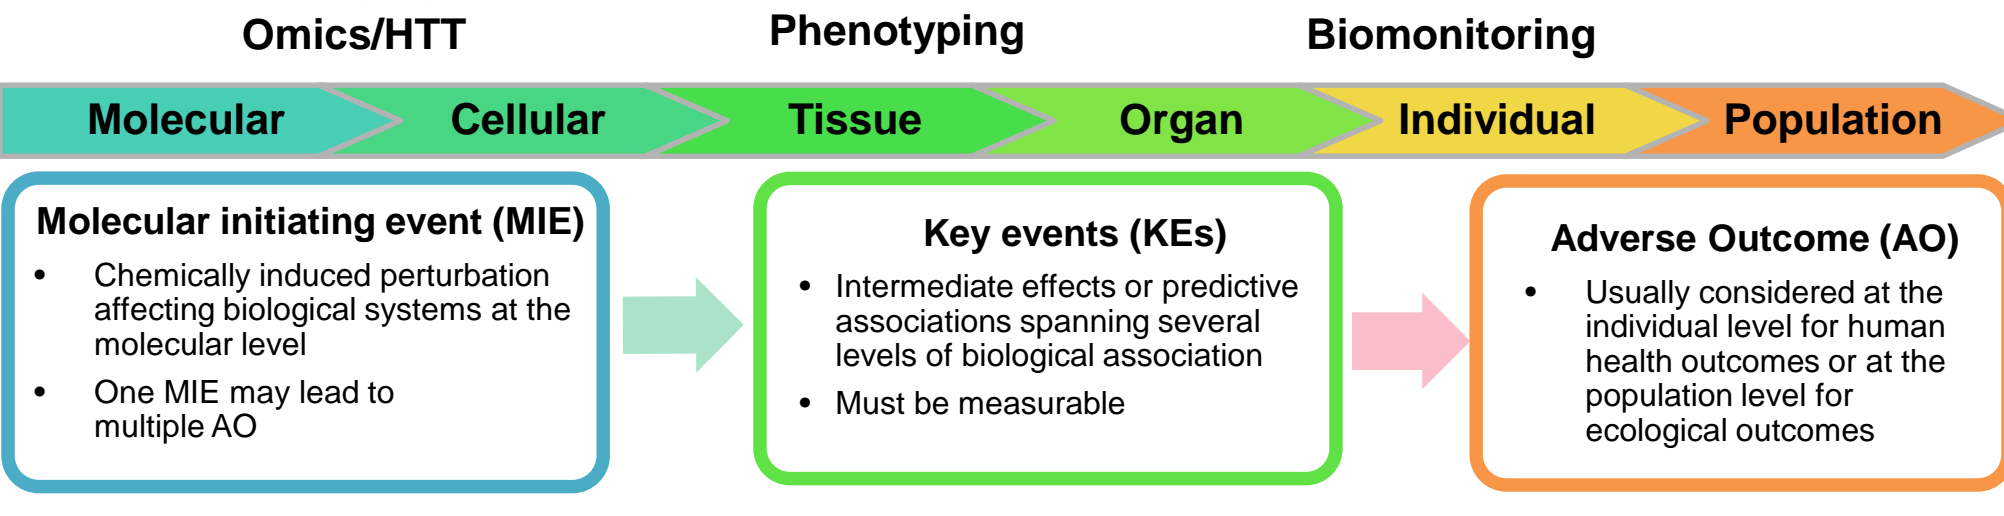 Omics/HTT
Phenotyping
Biomonitoring
Molecular
Cellular
Tissue
Organ
Individual
Population
Molecular initiating event (MIE)
• Chemically induced perturbation
affecting biological systems at the
molecular level
• One MIE may lead to
multiple AO
Key events (KEs)
• Intermediate effects or predictive
associations spanning several
levels of biological association
• Must be measurable
Adverse Outcome (AO)
• Usually considered at the
individual level for human
health outcomes or at the
population level for
ecological outcomes